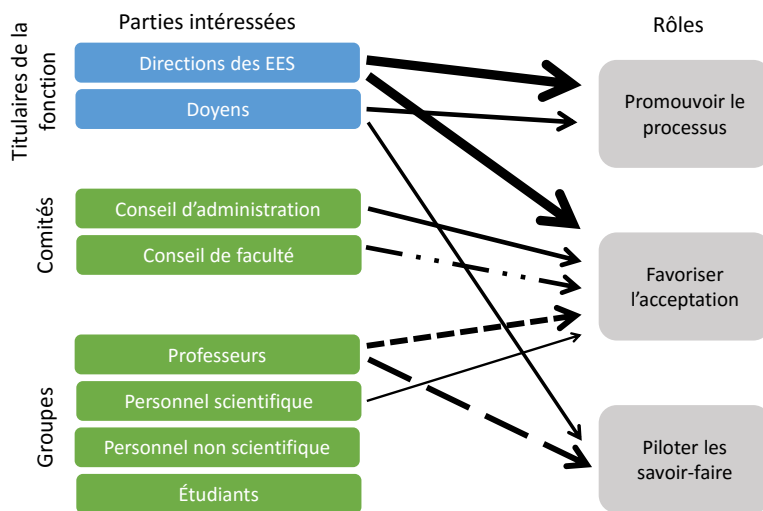 Parties intéressées
Rôles
Titulaires de la
fonction
Directions des EES
Doyens
Promouvoir le
processus
Comités
Conseil d’administration
Conseil de faculté
Favoriser
l’acceptation
Groupes
Professeurs
Personnel scientifique
Personnel non scientifique
Étudiants
Piloter les
savoir-faire